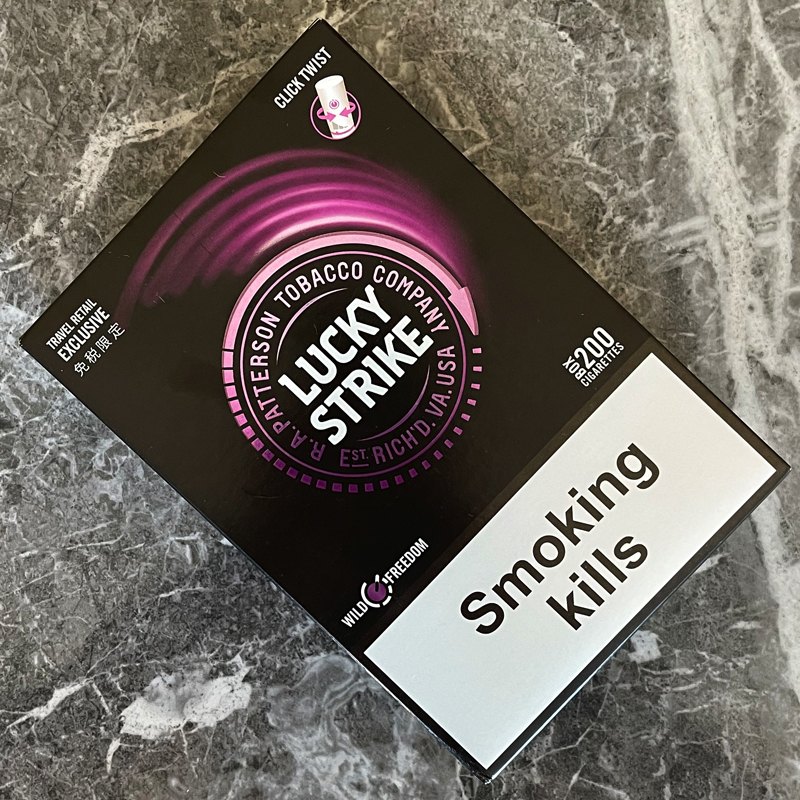 CLICK TWIST
TRAVEL RETAIL
EXCLUSIVE
免税限定
R.A. PATTERSON TOBACCO COMPANY
LUCKY
STRIKE
EST. RICH'D. VA. USA
BOX 200
CIGARETTES
WILD FREEDOM
Smoking
kills